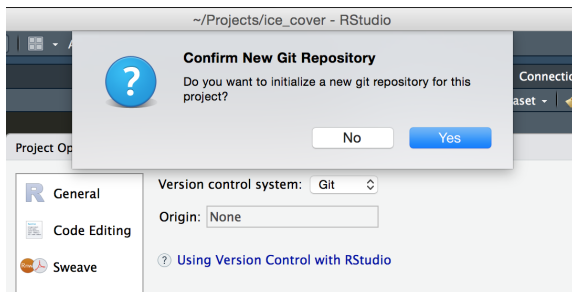 ~/Projects/ice_cover - RStudio
Confirm New Git Repository
Do you want to initialize a new git repository for this
project?
No
Yes
Connectio
aset
Project Op
General
Code Editing
Sweave
Version control system: Git
Origin: None
Using Version Control with RStudio